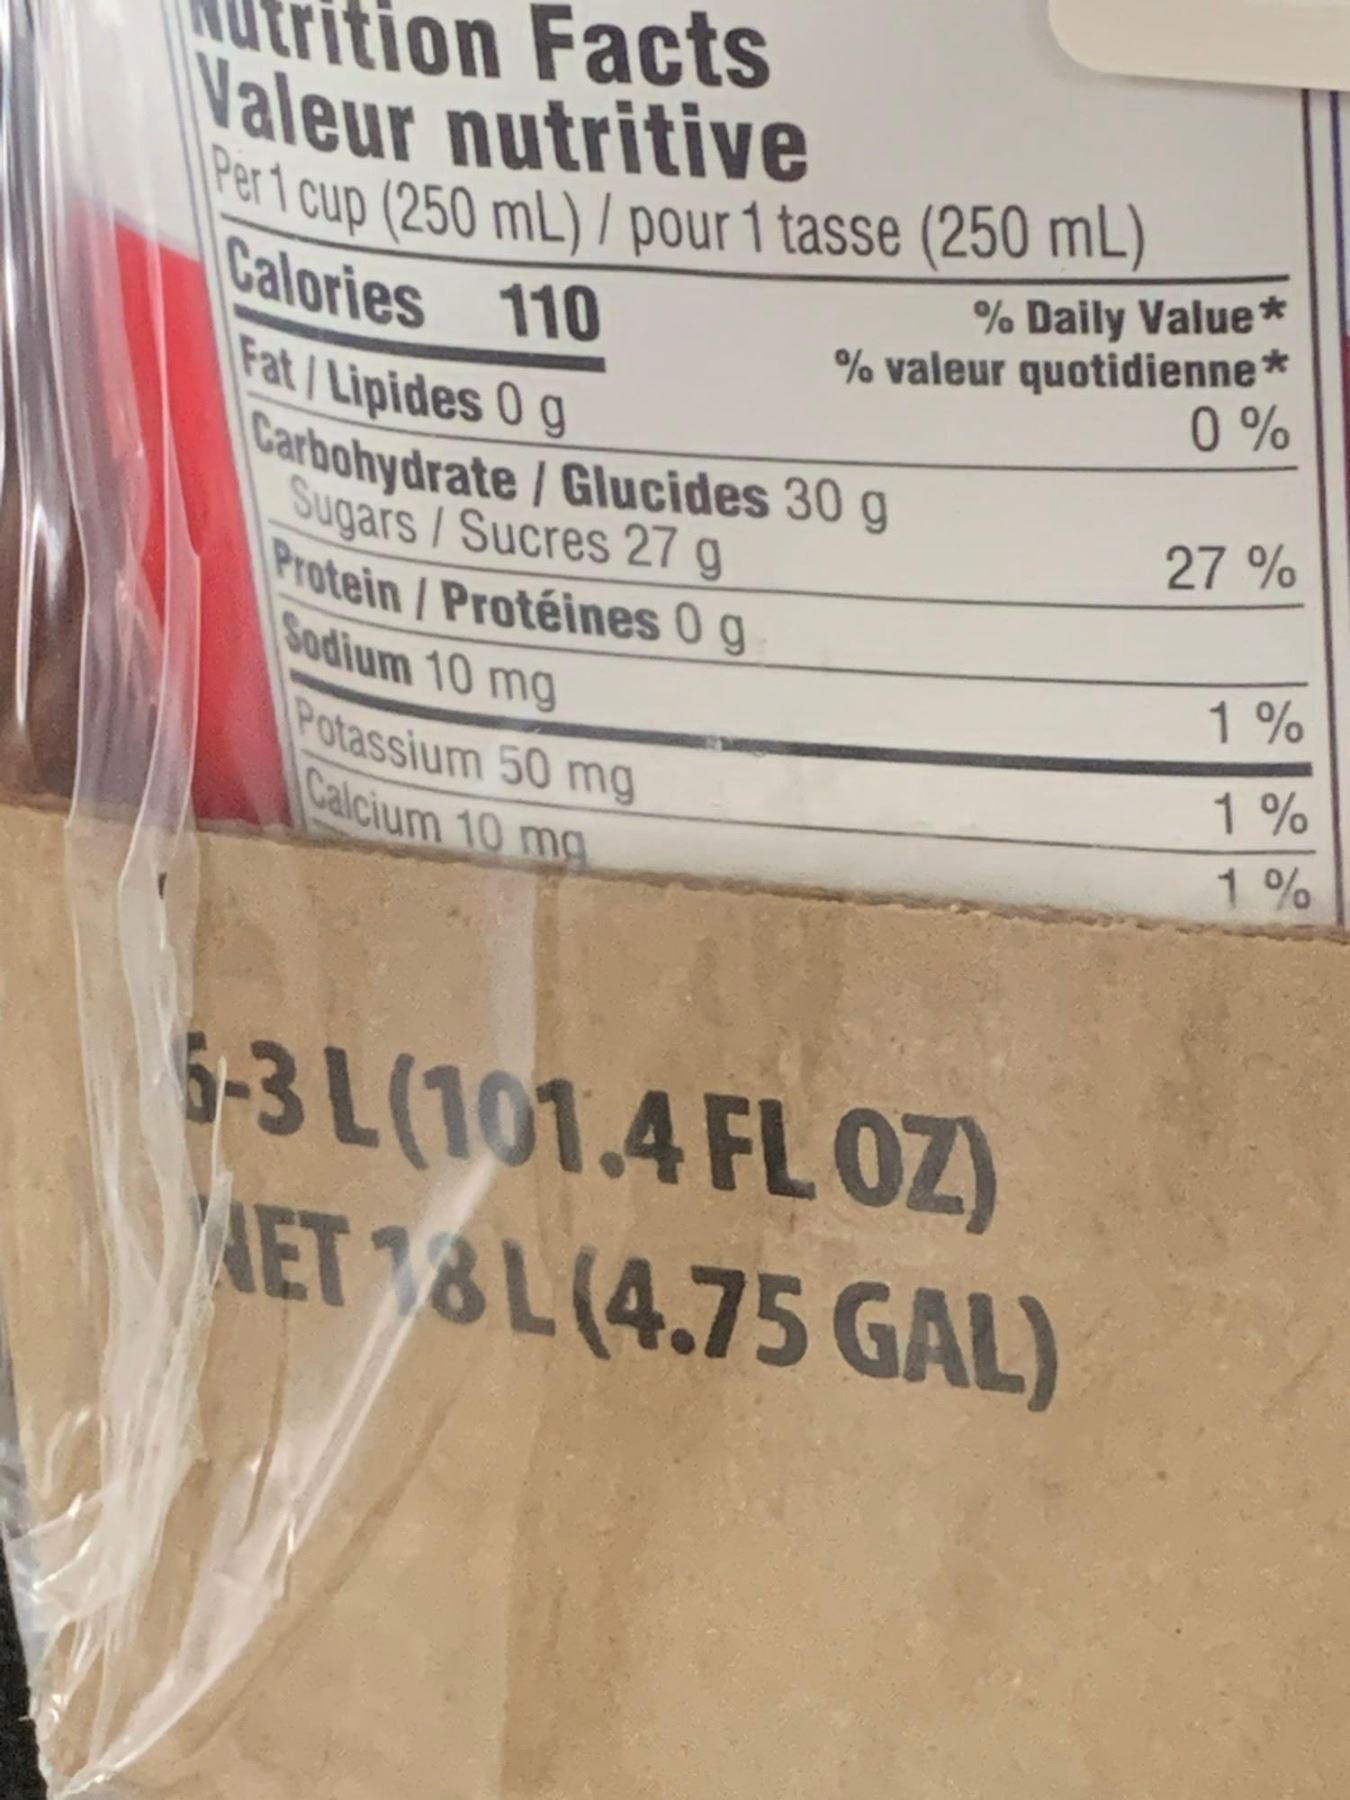 Nutrition Facts
Valeur nutritive
Per 1 cup (250 mL) / pour 1 tasse (250 mL)
Calories 110
% Daily Value*
% valeur quotidienne*
Fat / Lipides 0 g 0 %
Carbohydrate / Glucides 30 g
Sugars / Sucres 27 g 27 %
Protein / Protéines 0 g
Sodium 10 mg 1 %
Potassium 50 mg 1 %
Calcium 10 mg 1 %
6-3 L (101.4 FL OZ)
NET 18 L (4.75 GAL)